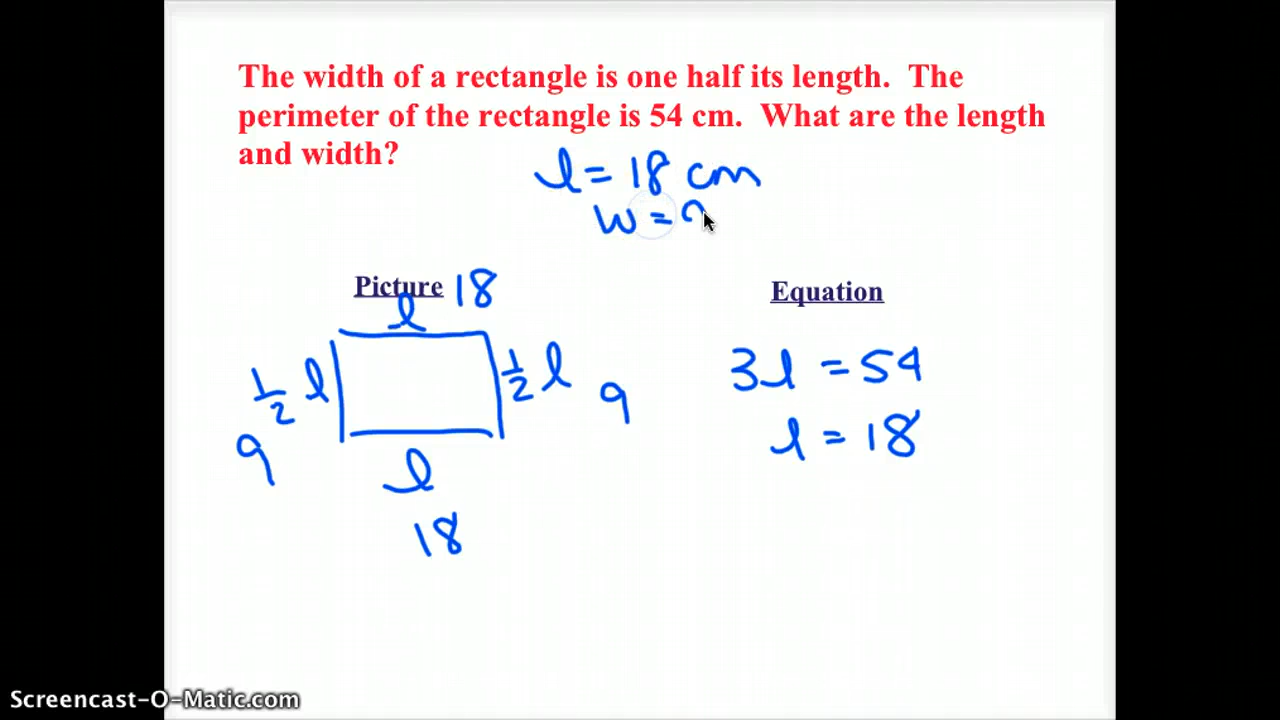 The width of a rectangle is one half its length. The
perimeter of the rectangle is 54 cm. What are the length
and width?
l = 18 cm
w =
Picture
18
l
1/2 l
1/2 l
9
9
l
18
Equation
3l = 54
l = 18
Screencast-O-Matic.com